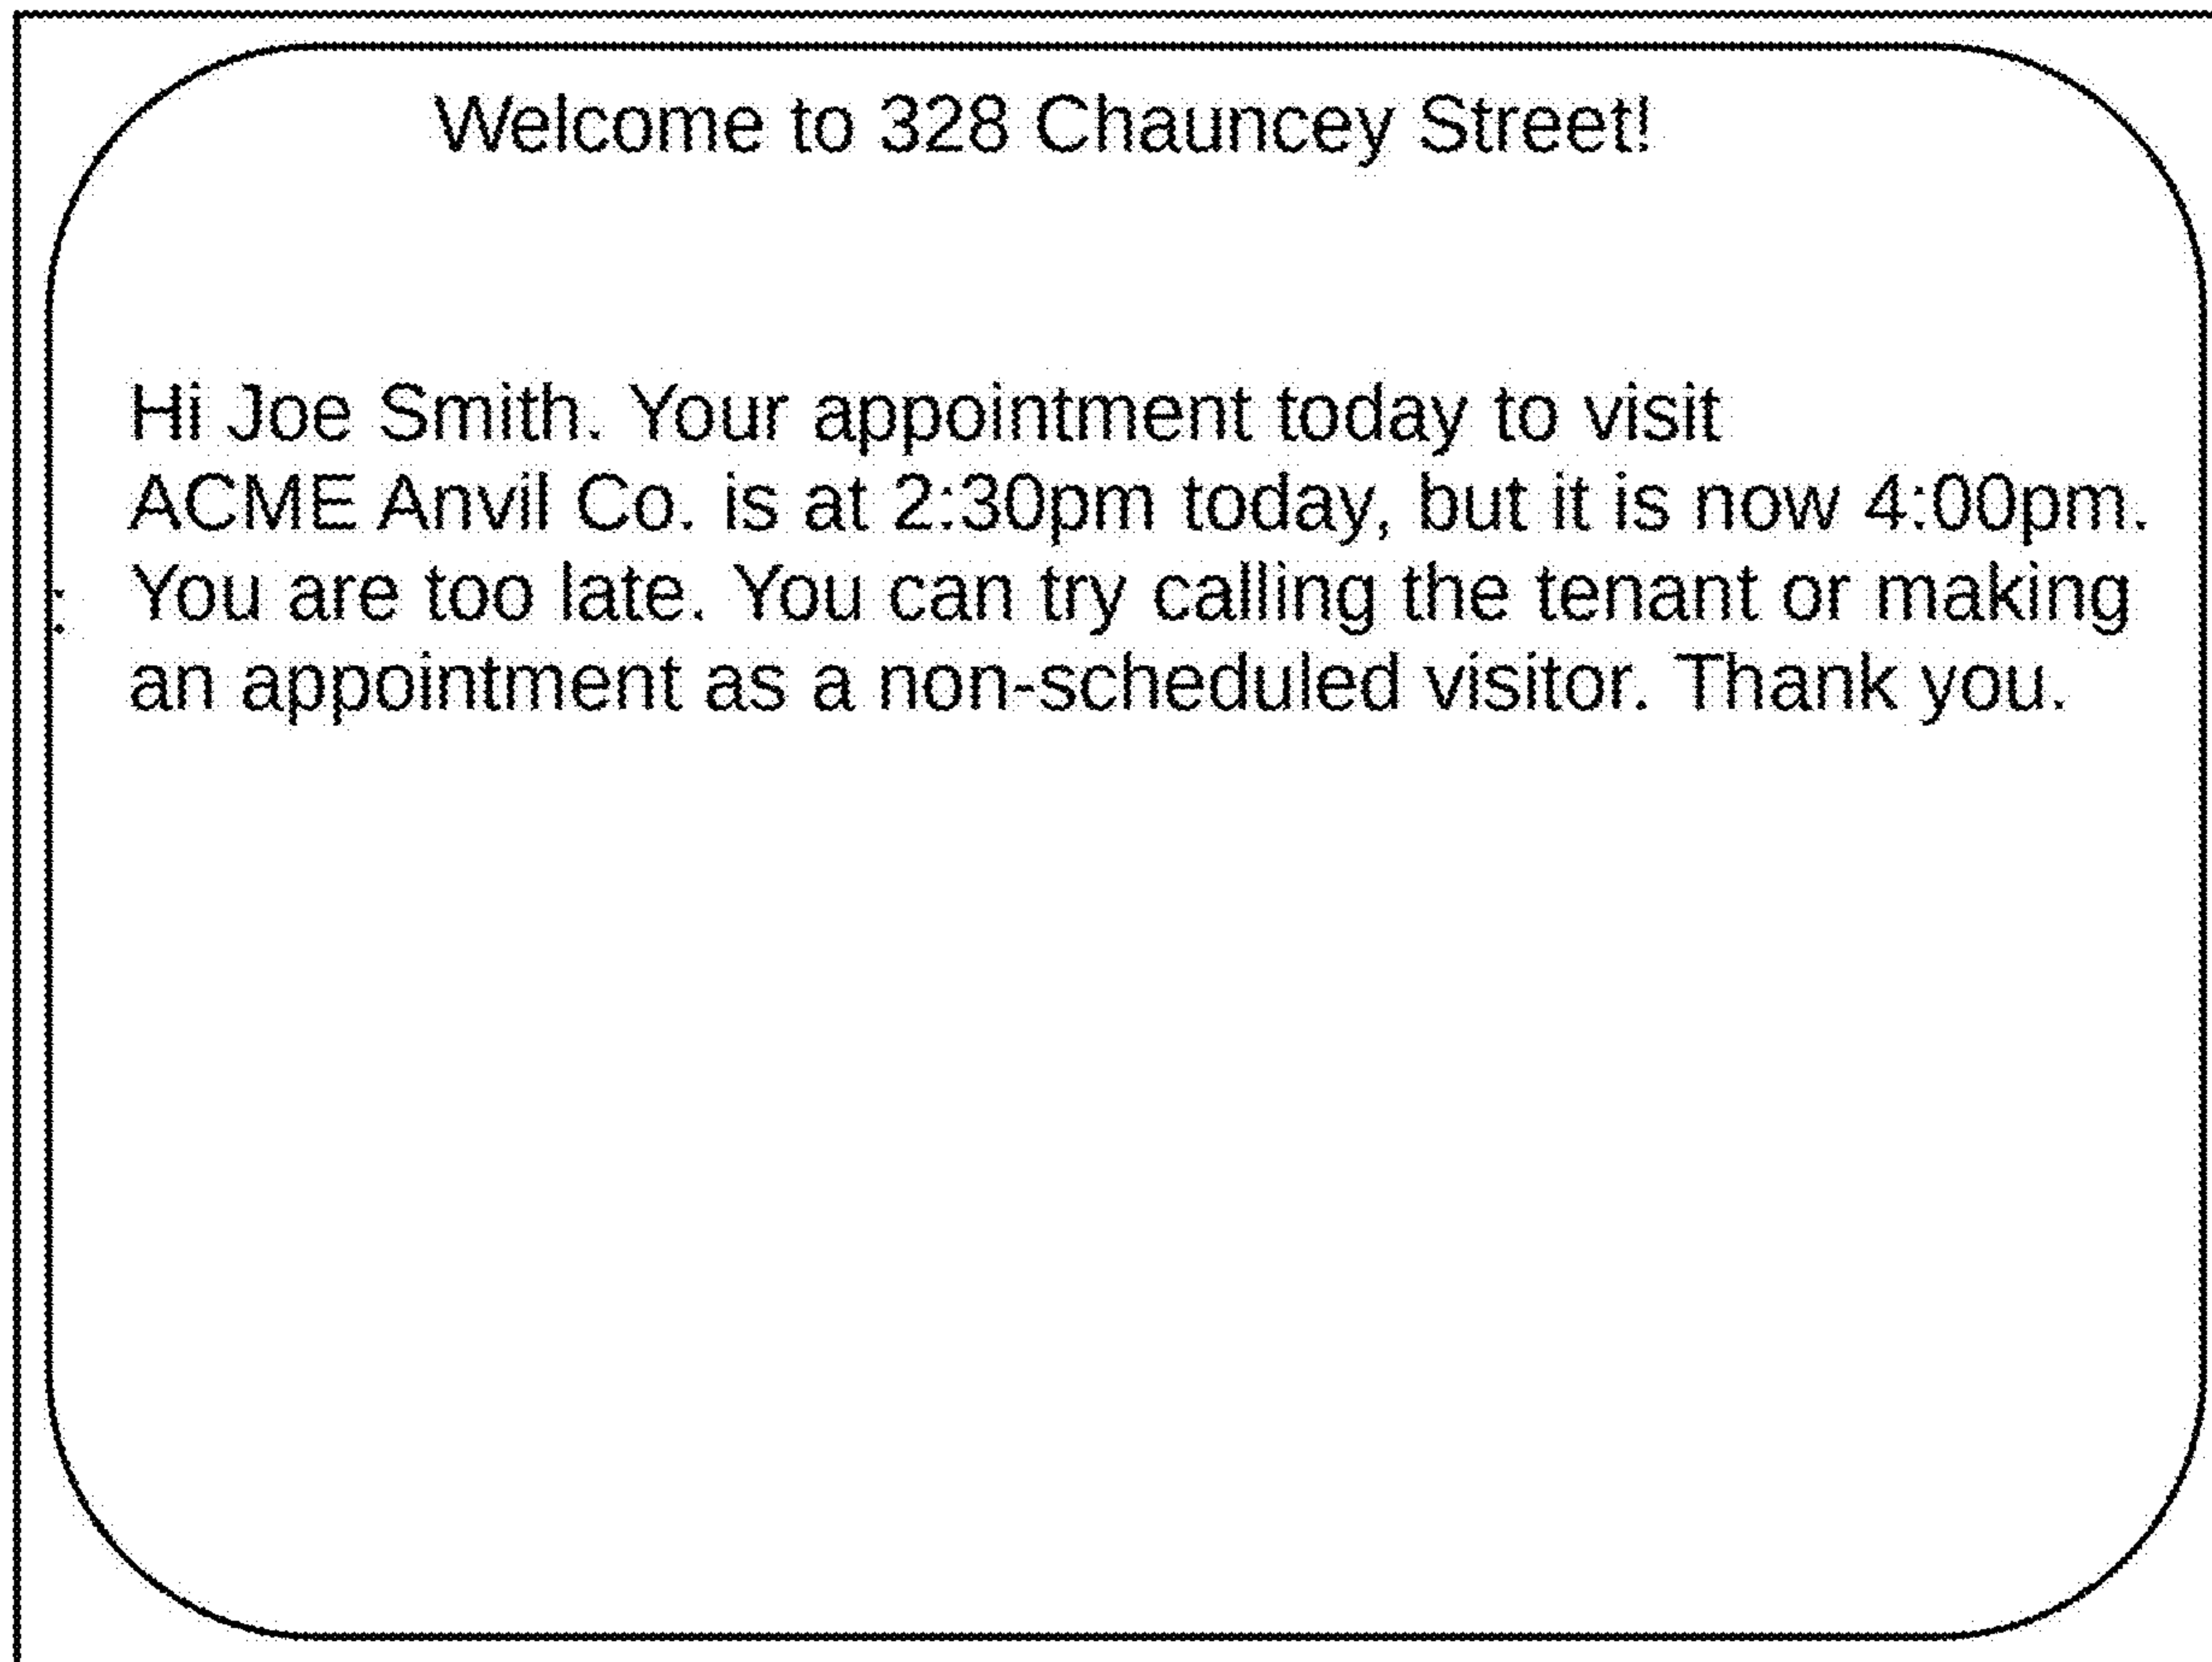 Welcome to 328 Chauncey Street!
Hi Joe Smith. Your appointment today to visit
ACME Anvil Co. is at 2:30pm today, but it is now 4:00pm.
You are too late. You can try calling the tenant or making
an appointment as a non-scheduled visitor. Thank you.